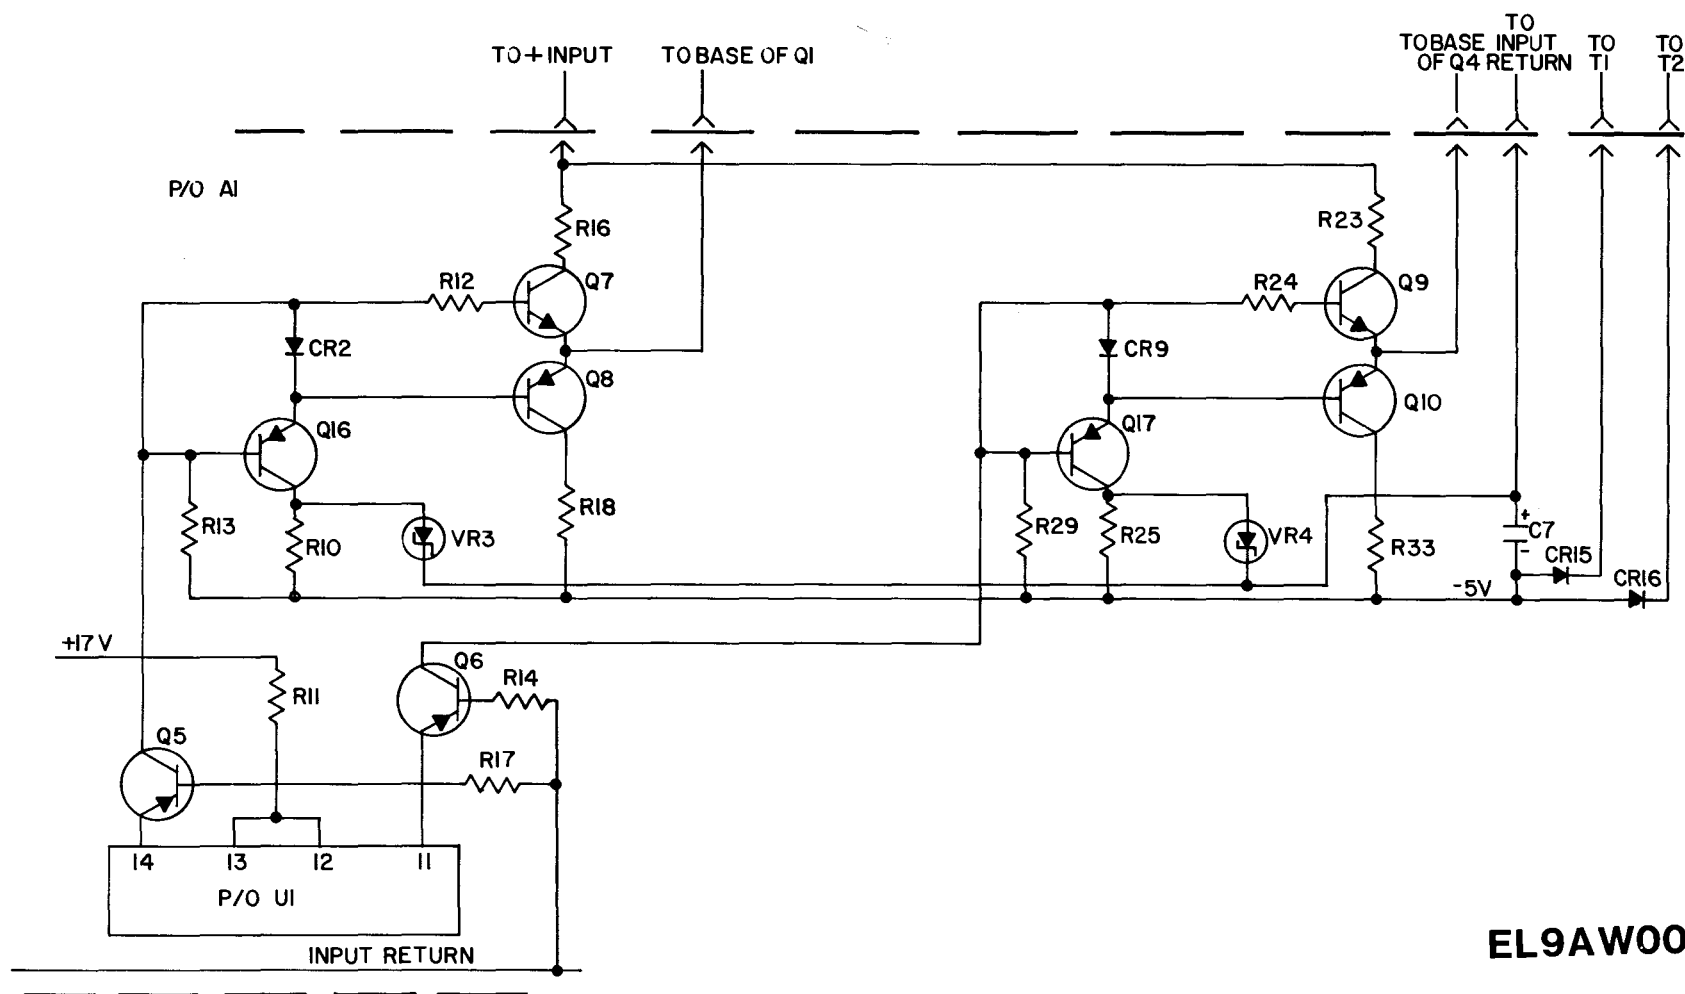 TO + INPUT
TO BASE OF Q1
TO BASE
OF Q4
TO
INPUT
RETURN
TO
T1
TO
T2
P/O A1
R16
R23
R12
Q7
R24
Q9
CR2
CR9
Q8
Q10
Q16
Q17
R13
R10
VR3
R18
R29
R25
VR4
R33
+
C7
-
CR15
-5V
CR16
+17V
Q6
R14
R11
Q5
R17
14
13
12
11
P/O U1
INPUT RETURN
EL9AW00